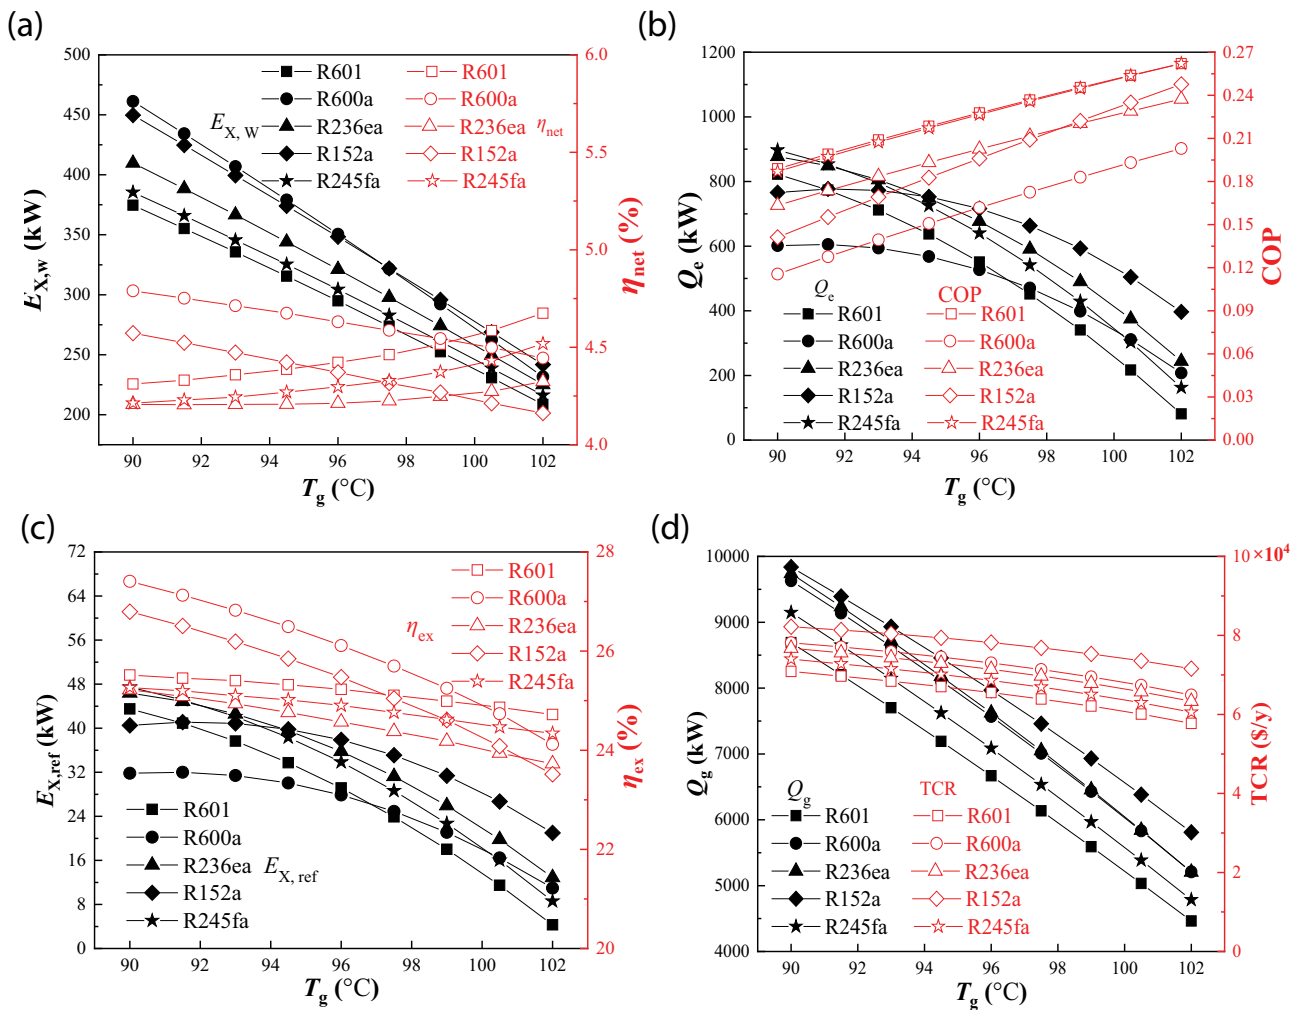 (a)
500
450
400
350
300
250
200
E_X,w (kW)
6.0
5.5
5.0
4.5
4.0
η_net (%)
90 92 94 96 98 100 102
T_g (°C)
E_X, W
R601
R600a
R236ea
R152a
R245fa
η_net
R601
R600a
R236ea
R152a
R245fa
(b)
1200
1000
800
600
400
200
0
Q_e (kW)
0.27
0.24
0.21
0.18
0.15
0.12
0.09
0.06
0.03
0.00
COP
90 92 94 96 98 100 102
T_g (°C)
Q_e
R601
R600a
R236ea
R152a
R245fa
COP
R601
R600a
R236ea
R152a
R245fa
(c)
72
64
56
48
40
32
24
16
8
0
E_X,ref (kW)
28
26
24
22
20
η_ex (%)
90 92 94 96 98 100 102
T_g (°C)
η_ex
R601
R600a
R236ea
R152a
R245fa
E_X, ref
R601
R600a
R236ea
R152a
R245fa
(d)
10000
9000
8000
7000
6000
5000
4000
Q_g (kW)
10 ×10⁴
8
6
4
2
0
TCR ($/y)
90 92 94 96 98 100 102
T_g (°C)
Q_g
R601
R600a
R236ea
R152a
R245fa
TCR
R601
R600a
R236ea
R152a
R245fa